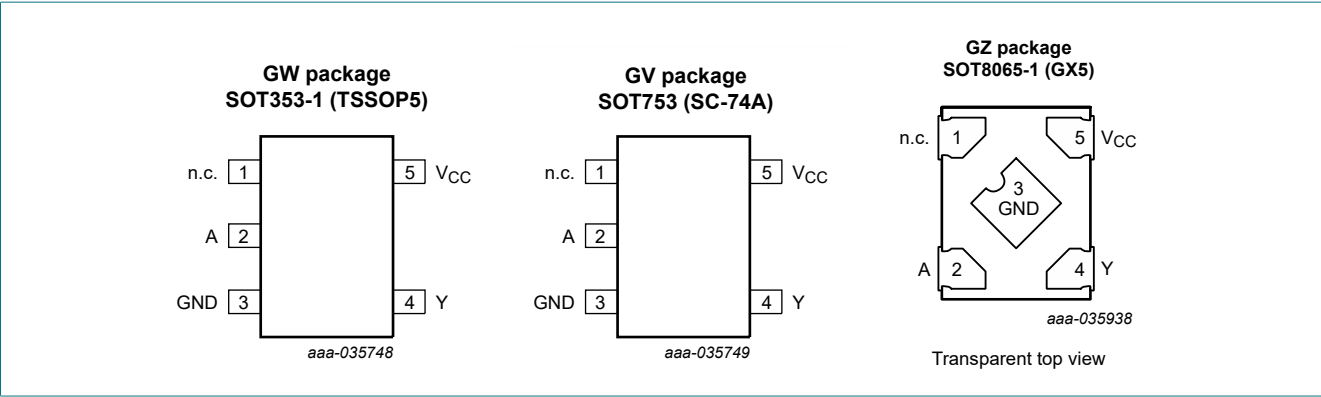 GW package
SOT353-1 (TSSOP5)
n.c. 1
5 VCC
A 2
GND 3
4 Y
aaa-035748
GV package
SOT753 (SC-74A)
n.c. 1
5 VCC
A 2
GND 3
4 Y
aaa-035749
GZ package
SOT8065-1 (GX5)
n.c. 1
5 VCC
3
GND
A 2
4 Y
aaa-035938
Transparent top view